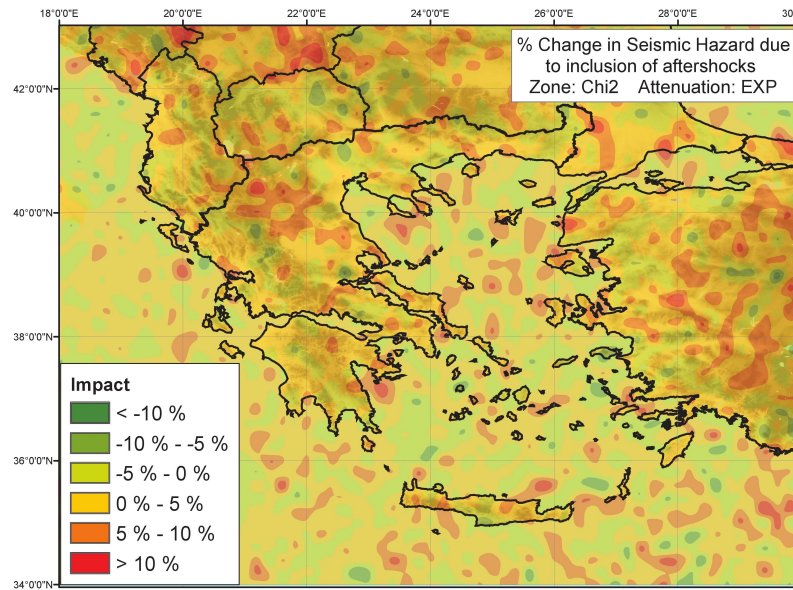 18°0'0"E 20°0'0"E 22°0'0"E 24°0'0"E 26°0'0"E 28°0'0"E 30
% Change in Seismic Hazard due
to inclusion of aftershocks
Zone: Chi2 Attenuation: EXP
42°0'0"N
40°0'0"N
38°0'0"N
36°0'0"N
34°0'0"N
Impact
< -10 %
-10 % - -5 %
-5 % - 0 %
0 % - 5 %
5 % - 10 %
> 10 %